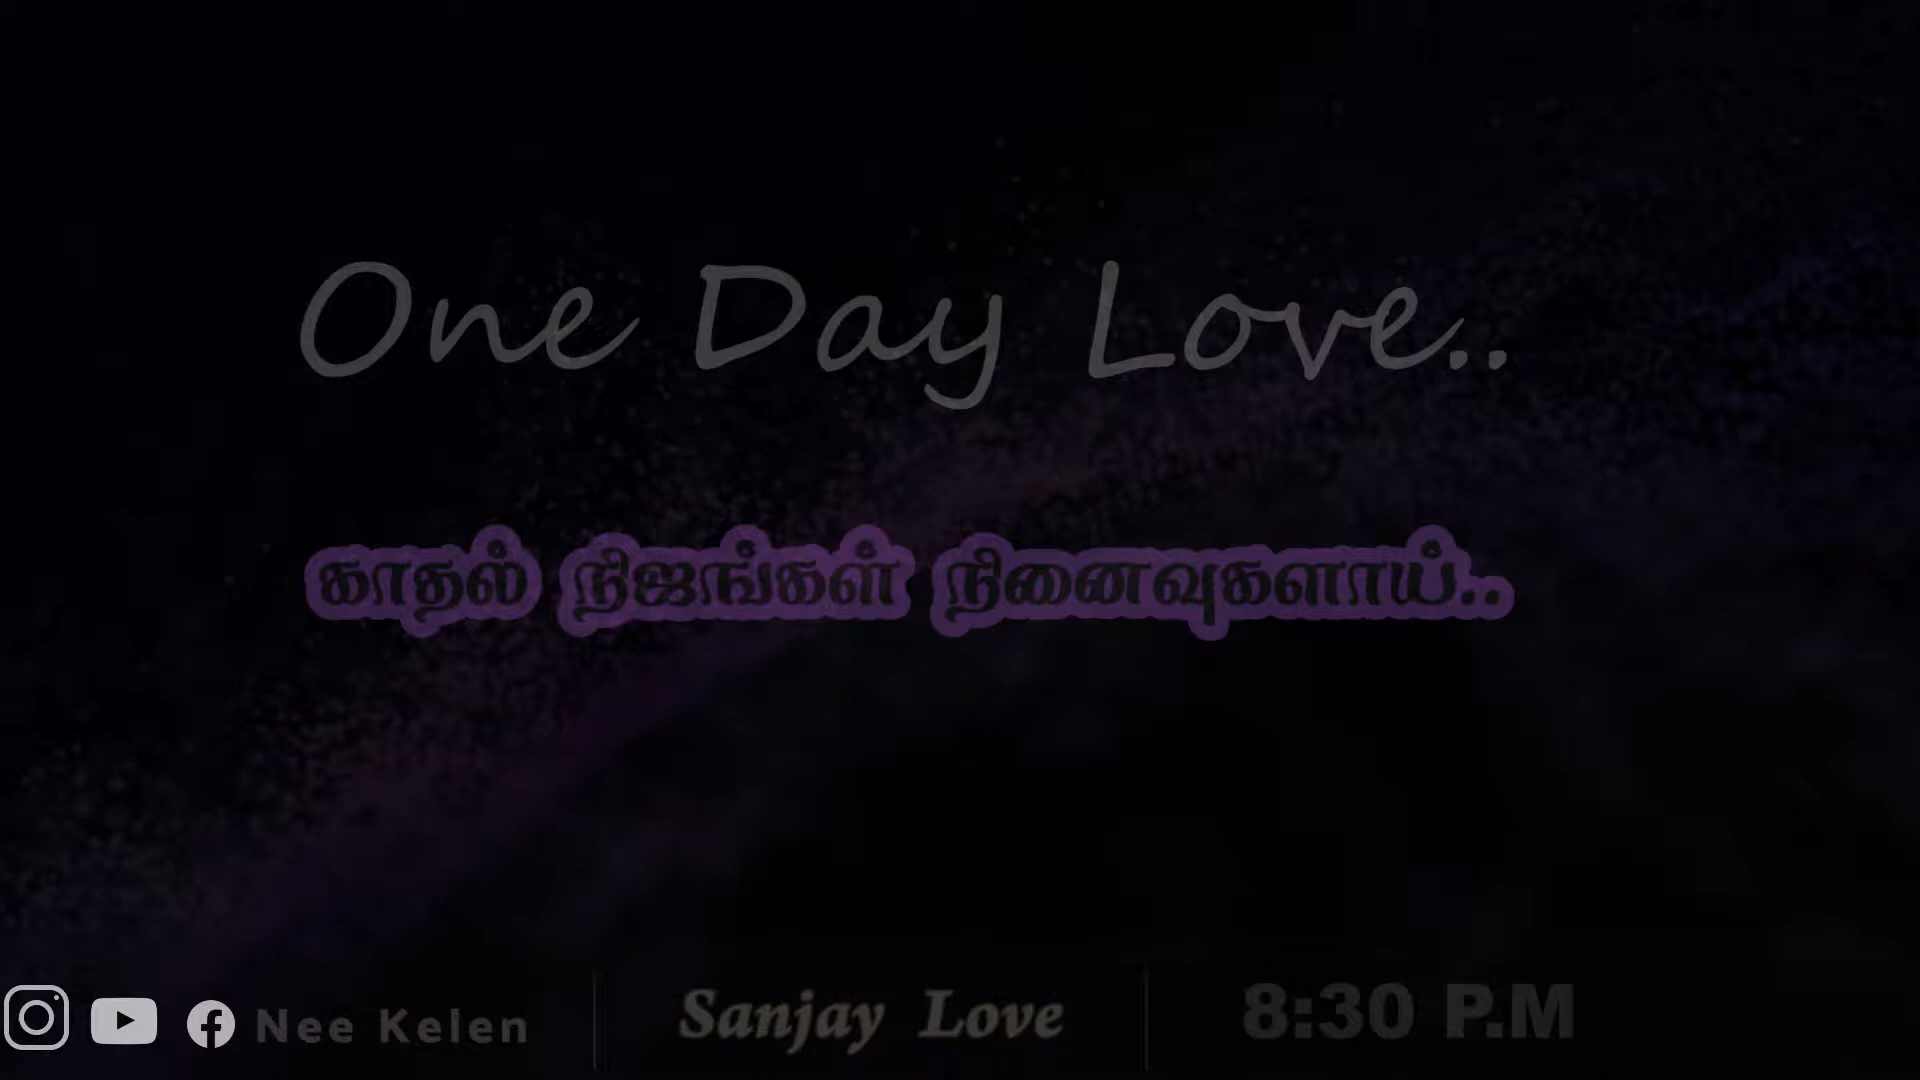 One Day Love..
காதல் நிஜங்கள் நினைவுகளாய்..
Nee Kelen
Sanjay Love
8:30 P.M